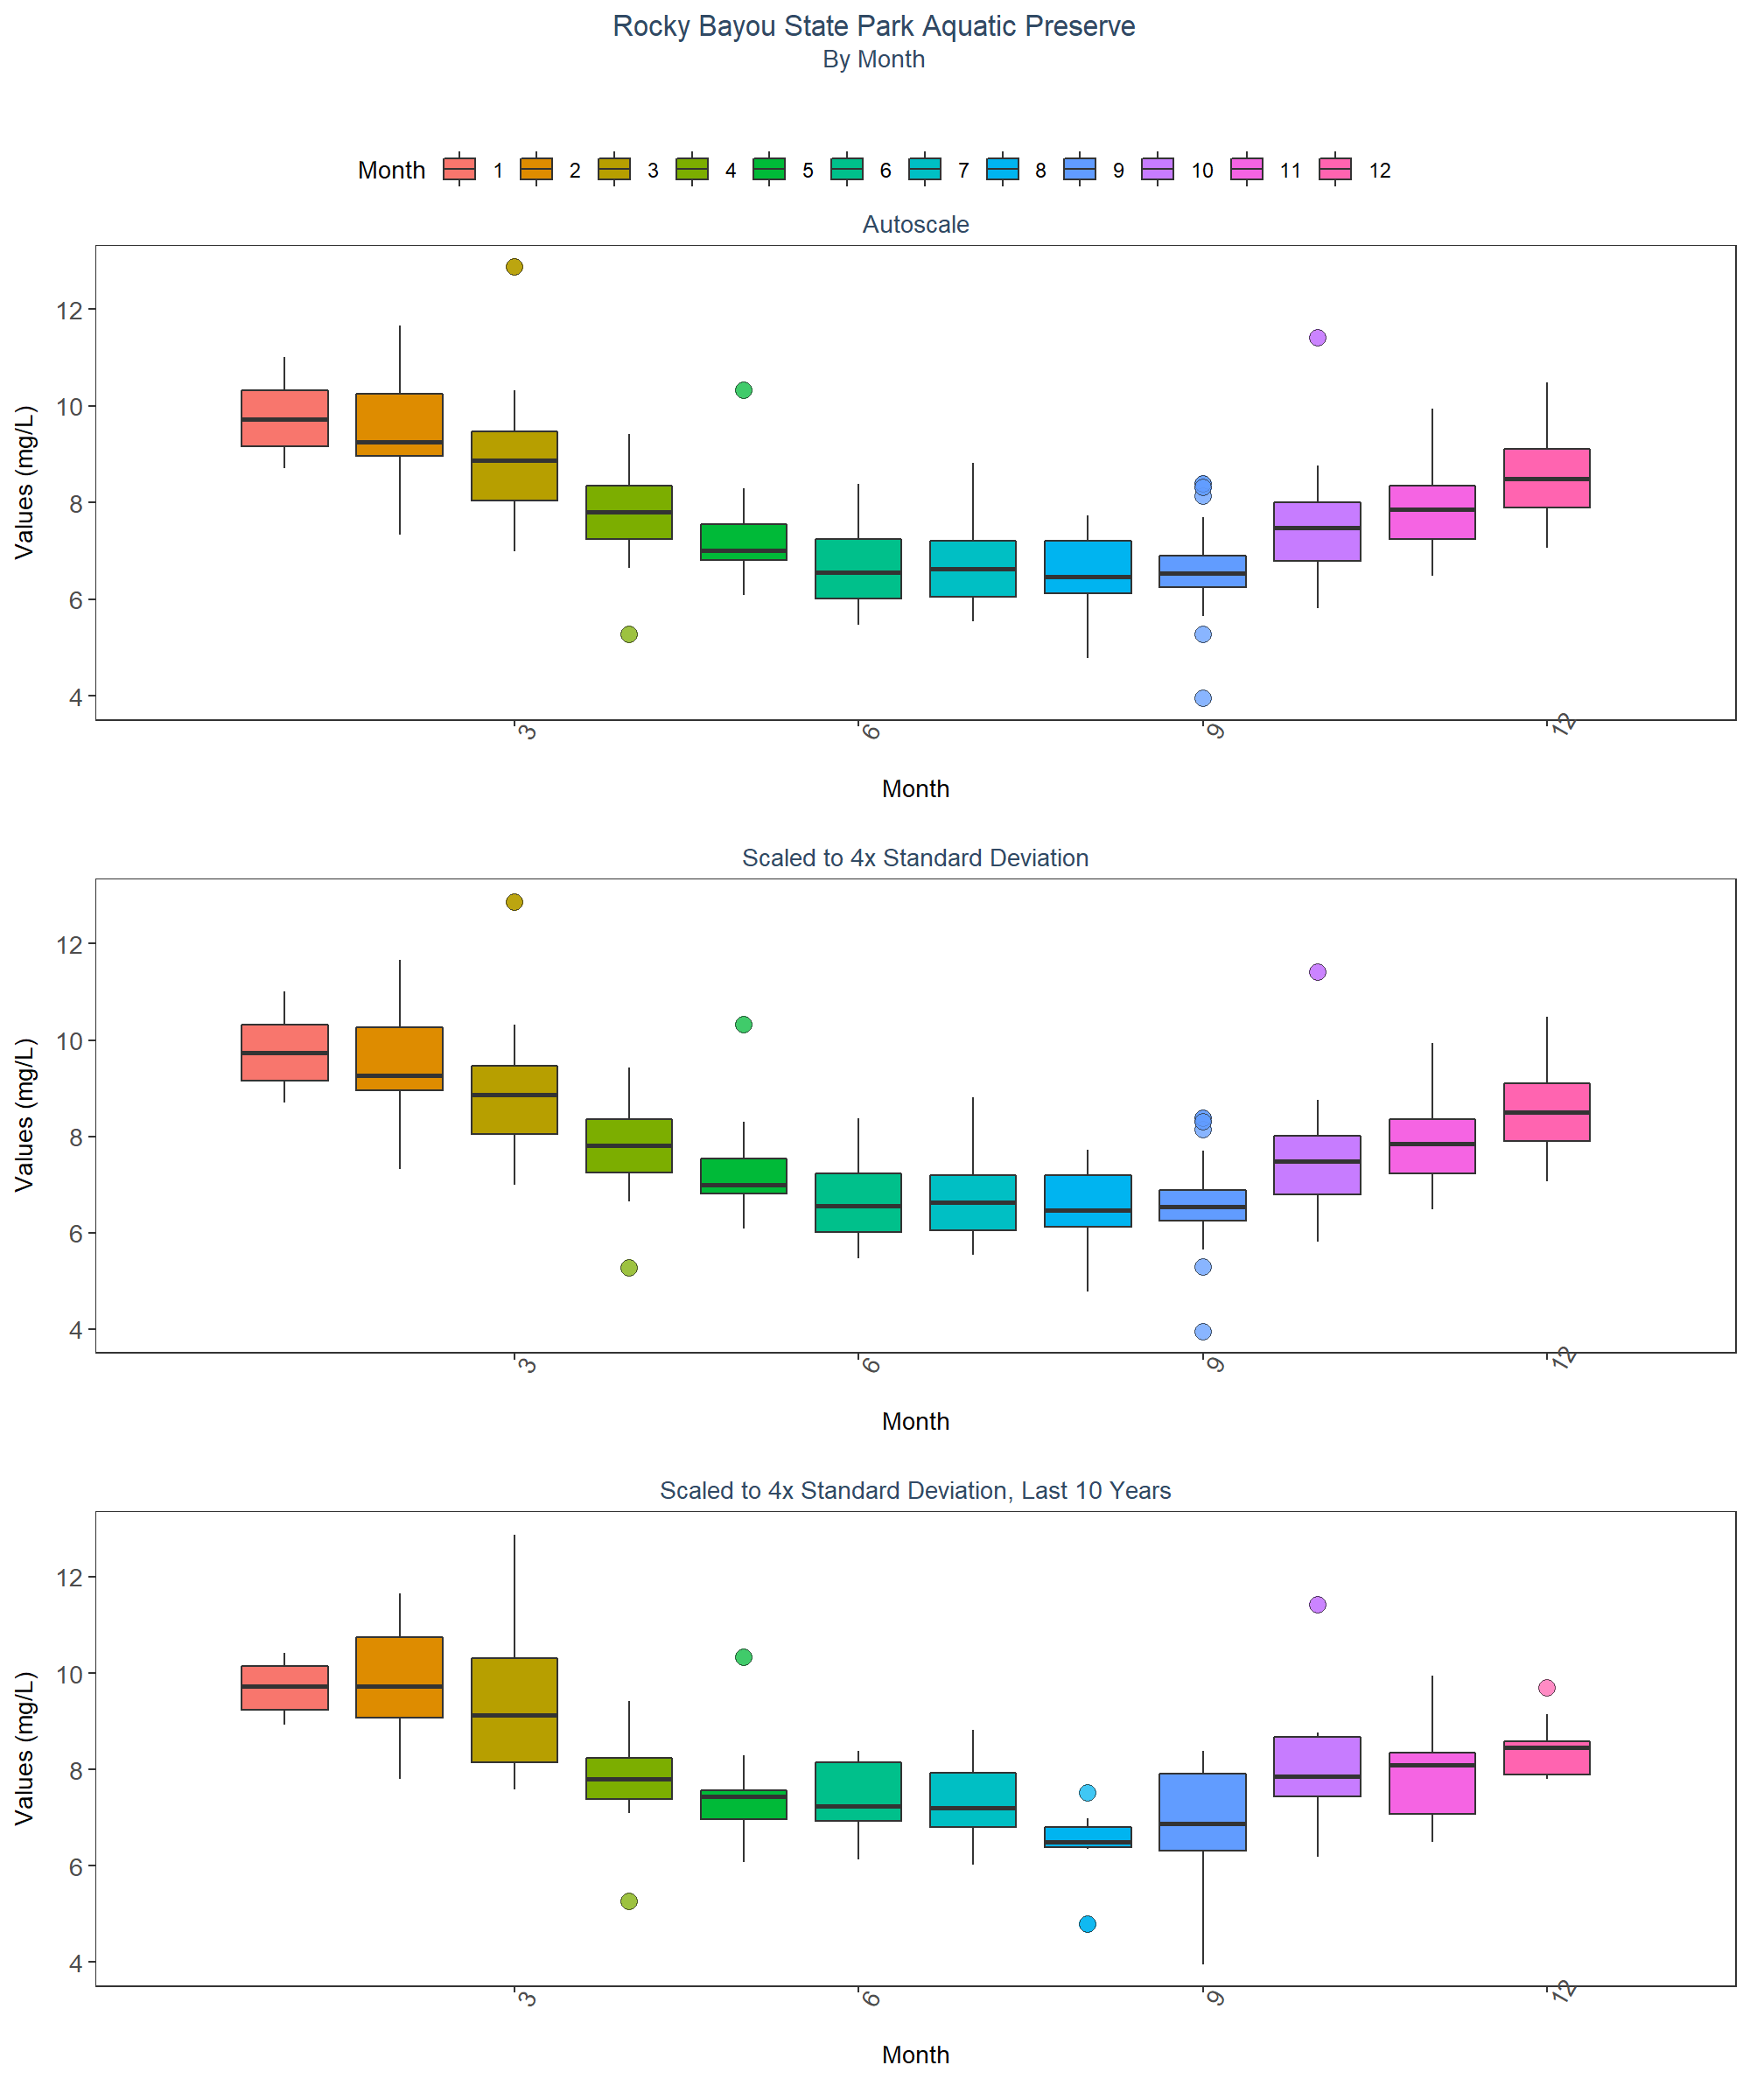 Rocky Bayou State Park Aquatic Preserve
By Month
Month 1 2 3 4 5 6 7 8 9 10 11 12
Autoscale
Values (mg/L)
12
10
8
6
4
3 6 9 12
Month
Scaled to 4x Standard Deviation
Values (mg/L)
12
10
8
6
4
3 6 9 12
Month
Scaled to 4x Standard Deviation, Last 10 Years
Values (mg/L)
12
10
8
6
4
3 6 9 12
Month